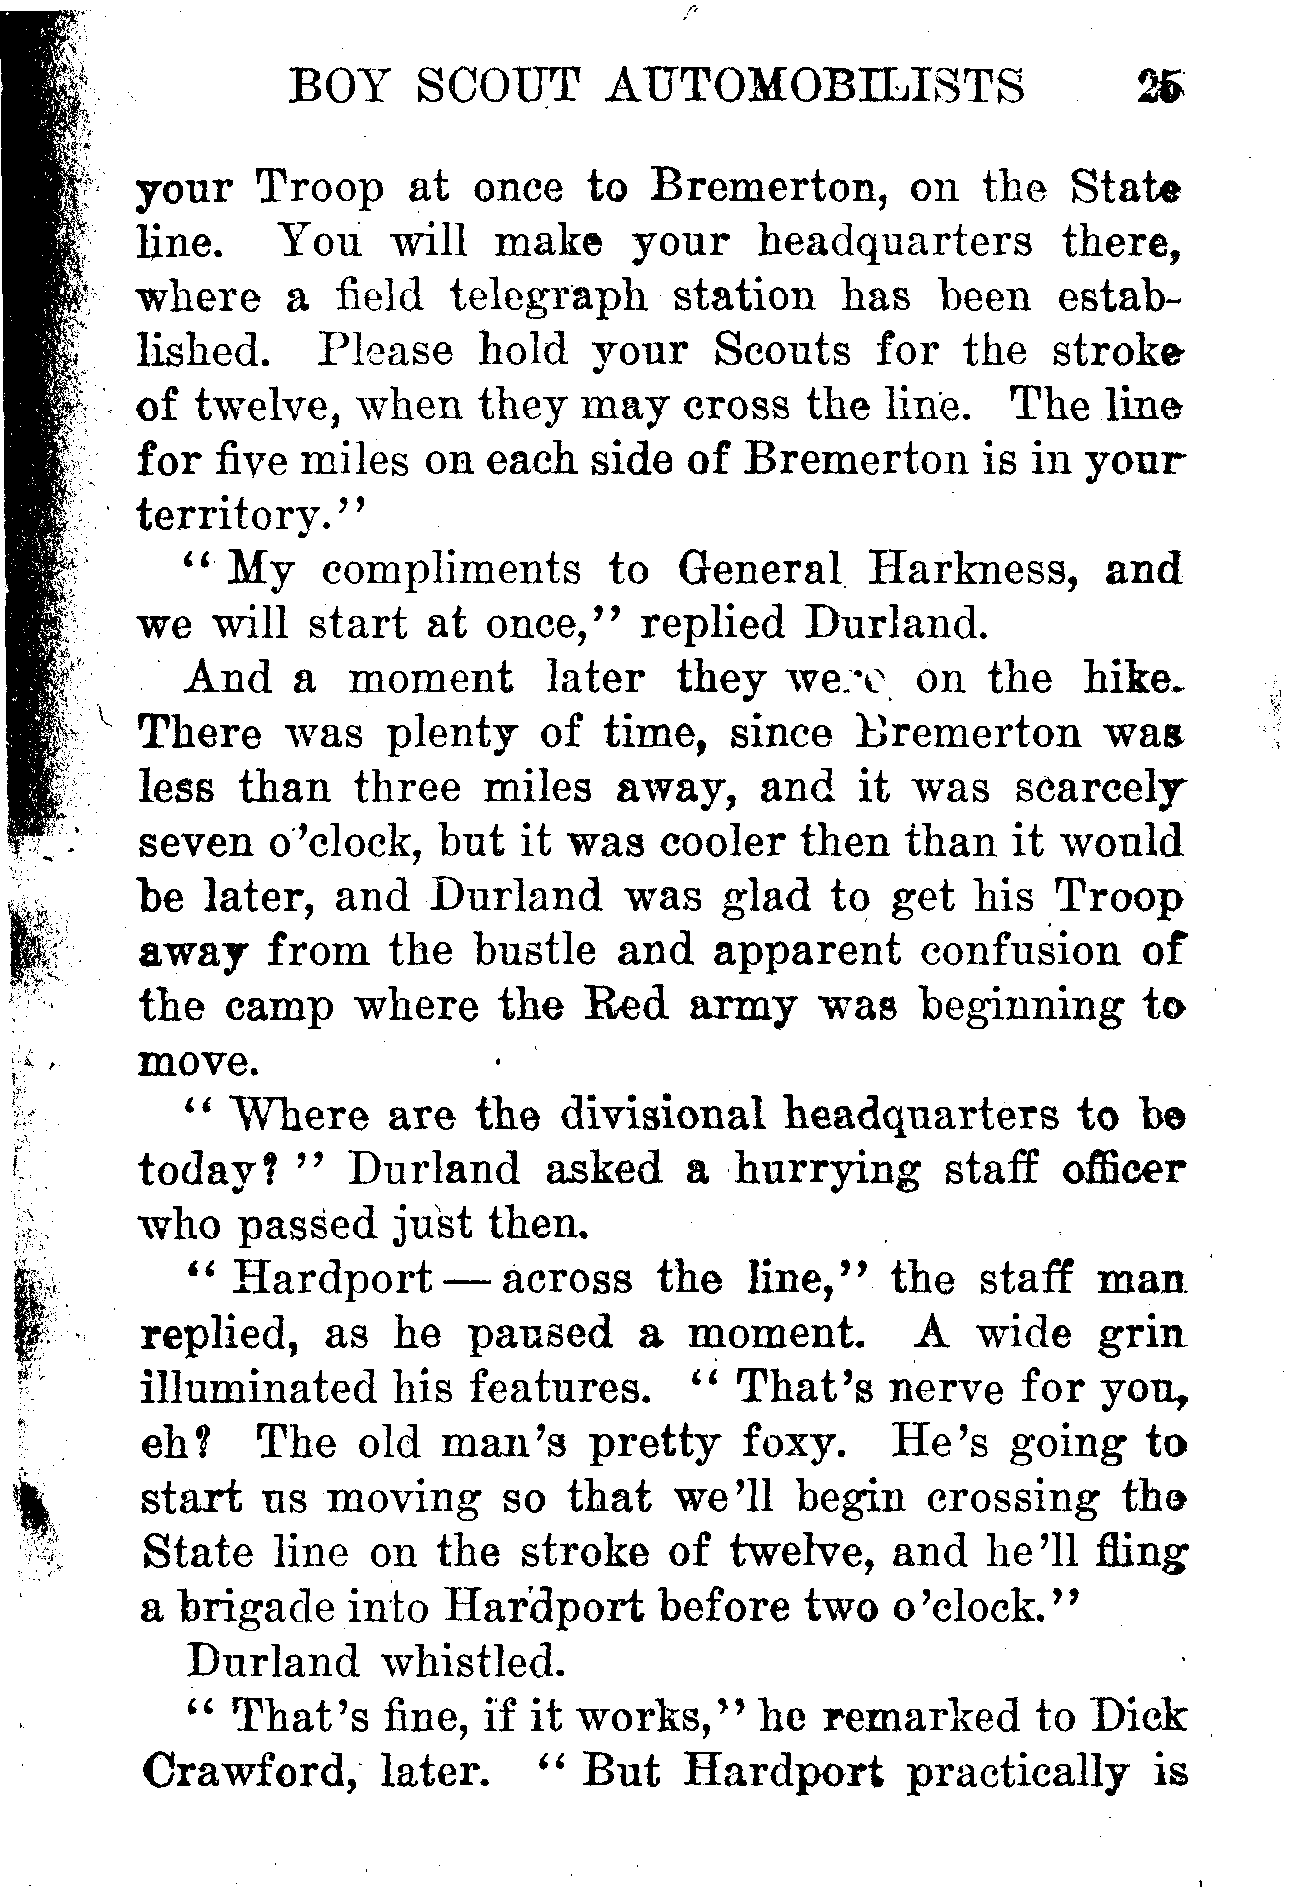 BOY SCOUT AUTOMOBILISTS 25
your Troop at once to Bremerton, on the State
line. You will make your headquarters there,
where a field telegraph station has been estab-
lished. Please hold your Scouts for the stroke
of twelve, when they may cross the line. The line
for five miles on each side of Bremerton is in your
territory.’’
‘‘ My compliments to General Harkness, and
we will start at once,’’ replied Durland.
And a moment later they were on the hike.
There was plenty of time, since Bremerton was
less than three miles away, and it was scarcely
seven o’clock, but it was cooler then than it would
be later, and Durland was glad to get his Troop
away from the bustle and apparent confusion of
the camp where the Red army was beginning to
move.
‘‘ Where are the divisional headquarters to be
today? ’’ Durland asked a hurrying staff officer
who passed just then.
‘‘ Hardport — across the line,’’ the staff man
replied, as he paused a moment. A wide grin
illuminated his features. ‘‘ That’s nerve for you,
eh? The old man’s pretty foxy. He’s going to
start us moving so that we’ll begin crossing the
State line on the stroke of twelve, and he’ll fling
a brigade into Hardport before two o’clock.’’
Durland whistled.
‘‘ That’s fine, if it works,’’ he remarked to Dick
Crawford, later. ‘‘ But Hardport practically is